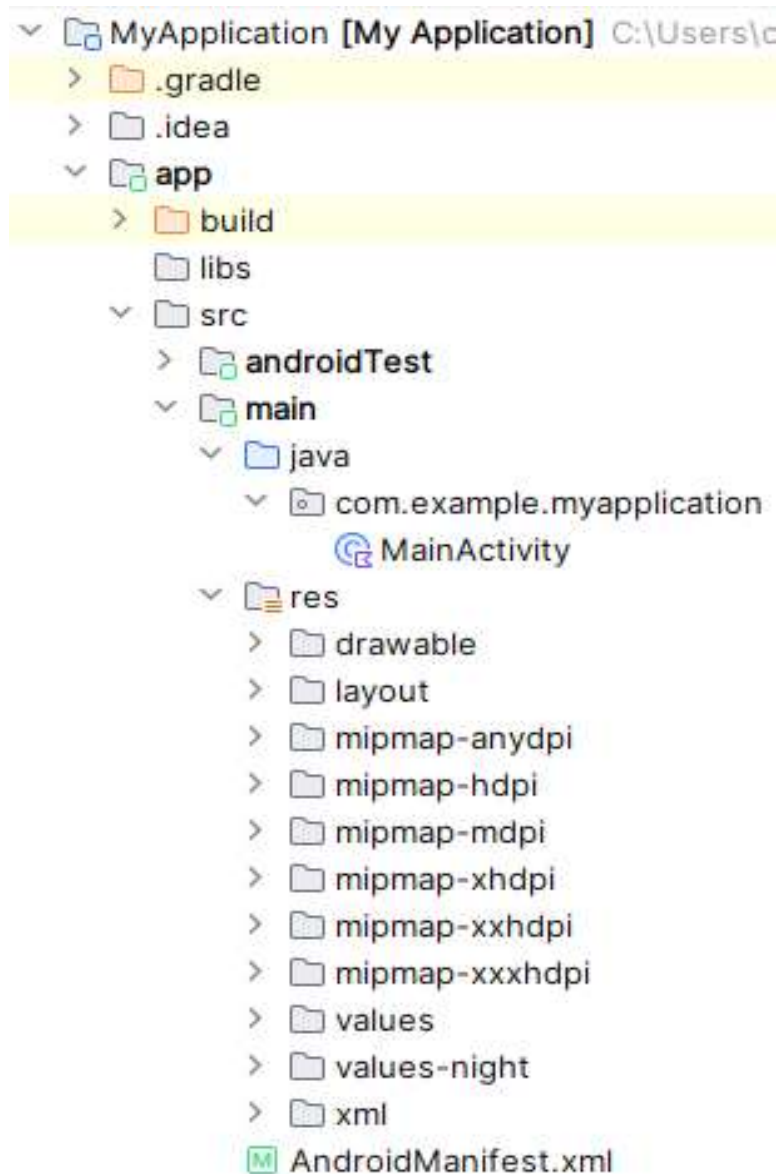 MyApplication [My Application] C:\Users\c
.gradle
.idea
app
build
libs
src
androidTest
main
java
com.example.myapplication
MainActivity
res
drawable
layout
mipmap-anydpi
mipmap-hdpi
mipmap-mdpi
mipmap-xhdpi
mipmap-xxhdpi
mipmap-xxxhdpi
values
values-night
xml
AndroidManifest.xml